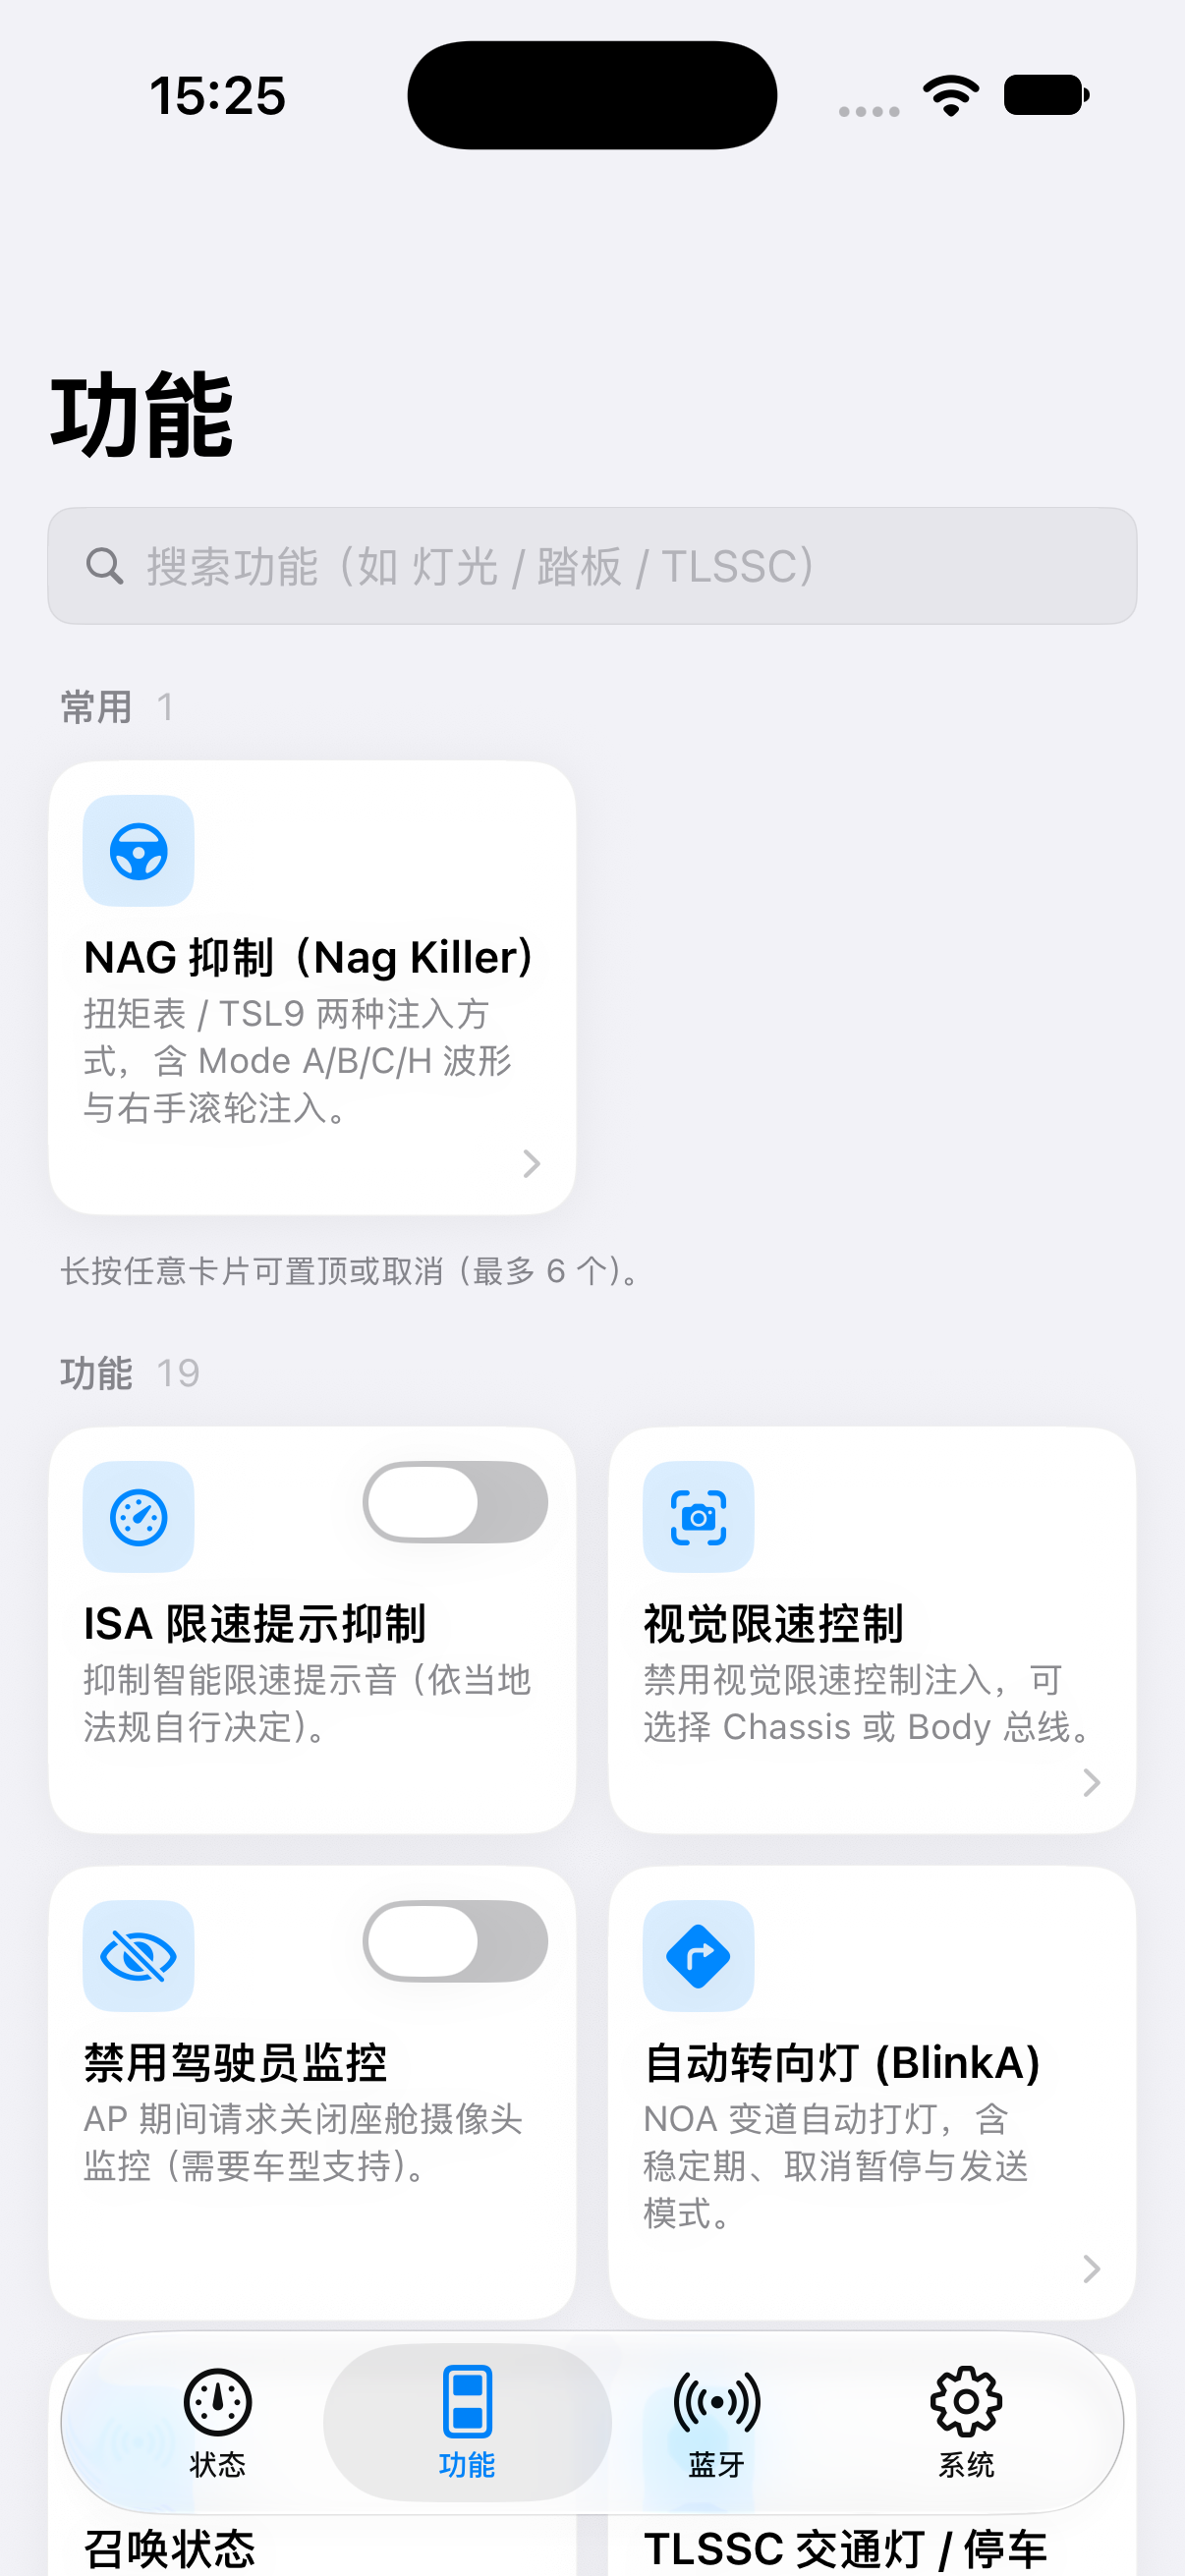 15:25
功能
搜索功能（如 灯光 / 踏板 / TLSSC）
常用 1
NAG 抑制（Nag Killer）
扭矩表 / TSL9 两种注入方
式，含 Mode A/B/C/H 波形
与右手滚轮注入。
长按任意卡片可置顶或取消（最多 6 个）。
功能 19
ISA 限速提示抑制
抑制智能限速提示音（依当地
法规自行决定）。
视觉限速控制
禁用视觉限速控制注入，可
选择 Chassis 或 Body 总线。
禁用驾驶员监控
AP 期间请求关闭座舱摄像头
监控（需要车型支持）。
自动转向灯 (BlinkA)
NOA 变道自动打灯，含
稳定期、取消暂停与发送
模式。
状态
功能
蓝牙
系统
召唤状态
TLSSC 交通灯 / 停车